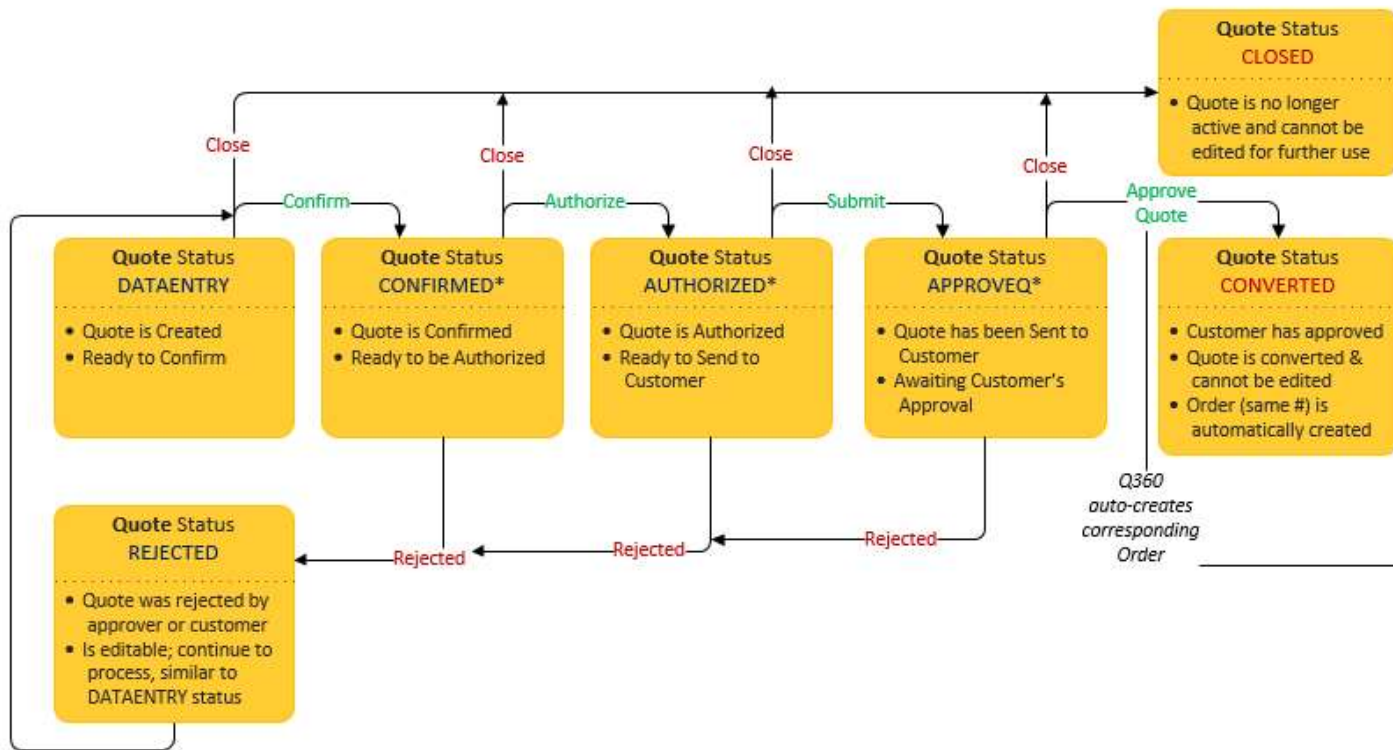 Quote Status
CLOSED
• Quote is no longer
active and cannot be
edited for further use
Close
Close
Close
Close
Confirm
Authorize
Submit
Approve
Quote
Quote Status
DATAENTRY
• Quote is Created
• Ready to Confirm
Quote Status
CONFIRMED*
• Quote is Confirmed
• Ready to be Authorized
Quote Status
AUTHORIZED*
• Quote is Authorized
• Ready to Send to
Customer
Quote Status
APPROVEQ*
• Quote has been Sent to
Customer
• Awaiting Customer's
Approval
Quote Status
CONVERTED
• Customer has approved
• Quote is converted &
cannot be edited
• Order (same #) is
automatically created
Q360
auto-creates
corresponding
Order
Quote Status
REJECTED
• Quote was rejected by
approver or customer
• Is editable; continue to
process, similar to
DATAENTRY status
Rejected
Rejected
Rejected